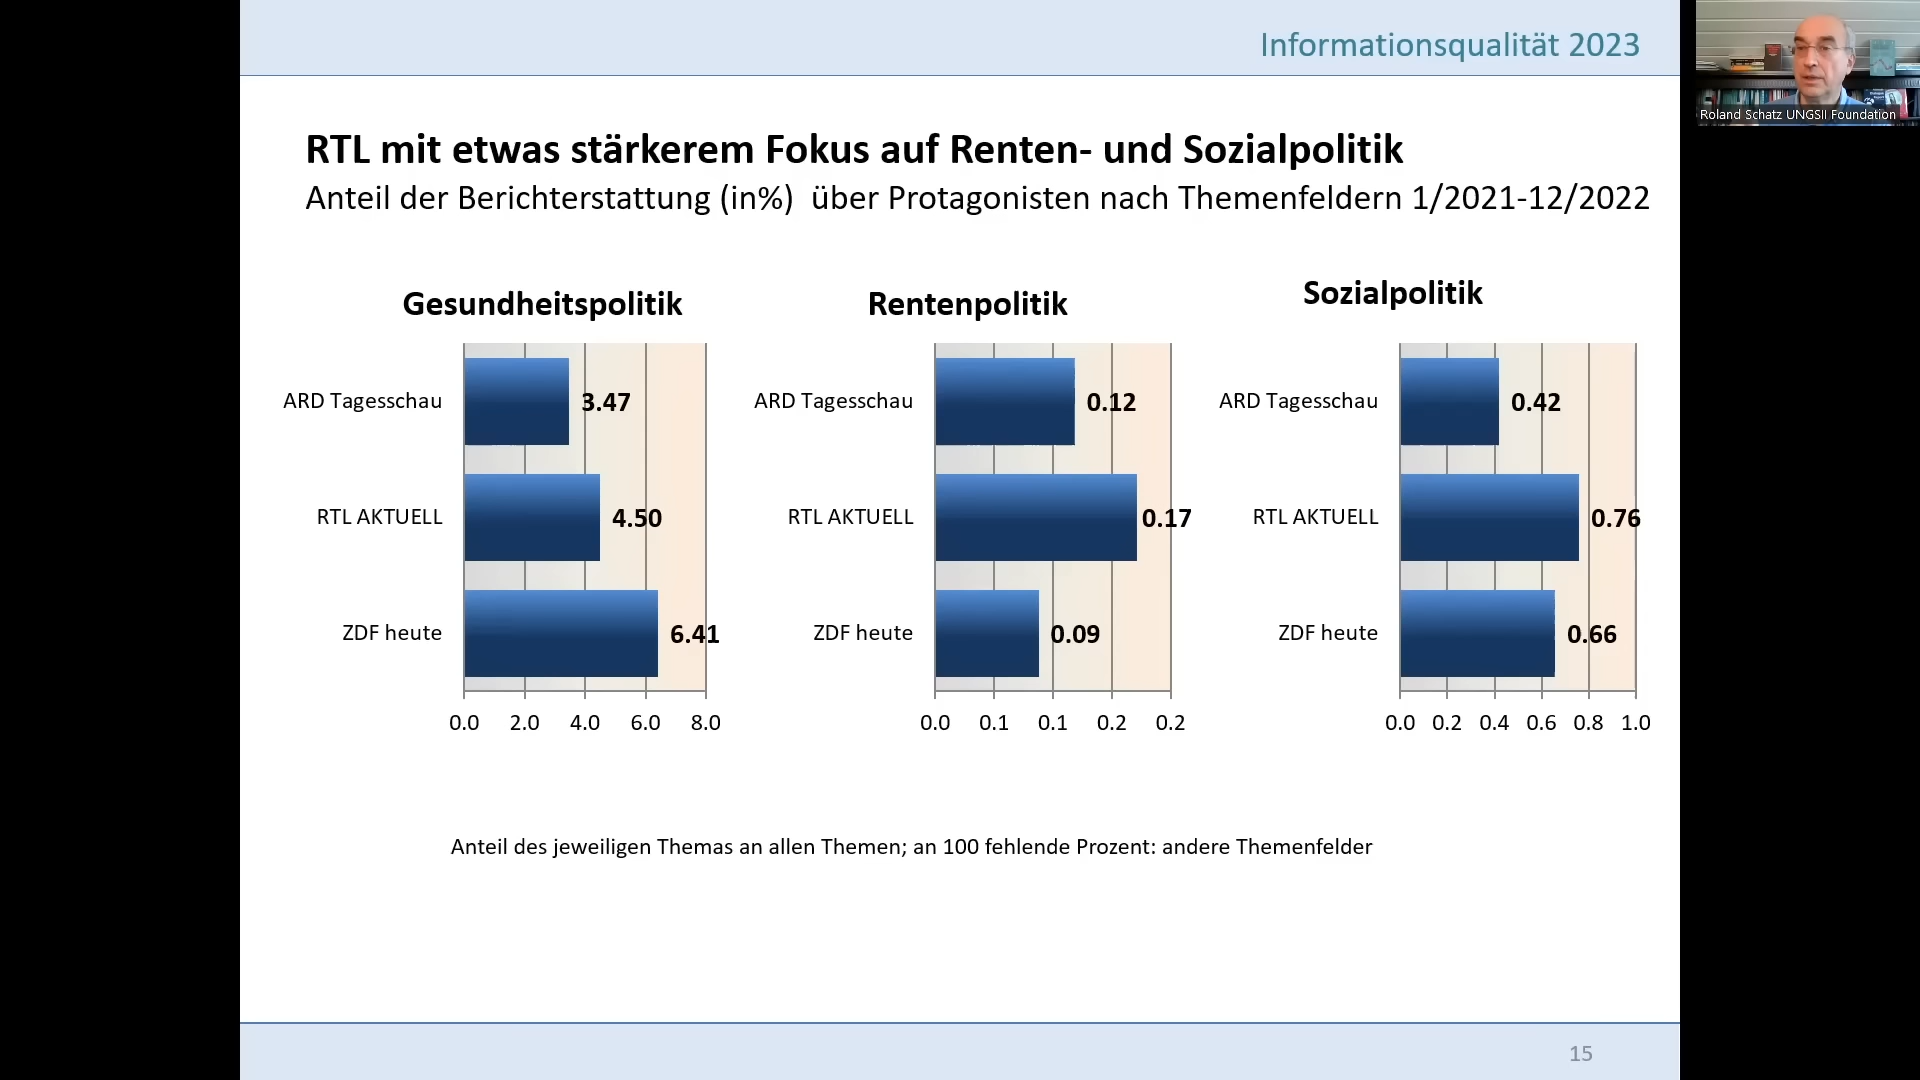 Informationsqualität 2023
Roland Schatz UNGSII Foundation
RTL mit etwas stärkerem Fokus auf Renten- und Sozialpolitik
Anteil der Berichterstattung (in%) über Protagonisten nach Themenfeldern 1/2021-12/2022
Gesundheitspolitik
ARD Tagesschau 3.47
RTL AKTUELL 4.50
ZDF heute 6.41
0.0 2.0 4.0 6.0 8.0
Rentenpolitik
ARD Tagesschau 0.12
RTL AKTUELL 0.17
ZDF heute 0.09
0.0 0.1 0.1 0.2 0.2
Sozialpolitik
ARD Tagesschau 0.42
RTL AKTUELL 0.76
ZDF heute 0.66
0.0 0.2 0.4 0.6 0.8 1.0
Anteil des jeweiligen Themas an allen Themen; an 100 fehlende Prozent: andere Themenfelder
15